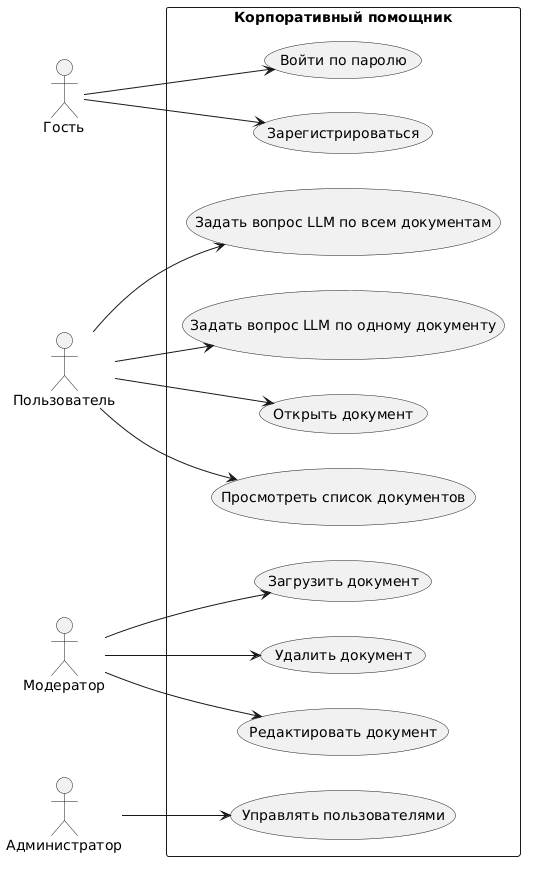 Корпоративный помощник
Войти по паролю
Гость
Зарегистрироваться
Задать вопрос LLM по всем документам
Задать вопрос LLM по одному документу
Пользователь
Открыть документ
Просмотреть список документов
Загрузить документ
Удалить документ
Модератор
Редактировать документ
Управлять пользователями
Администратор